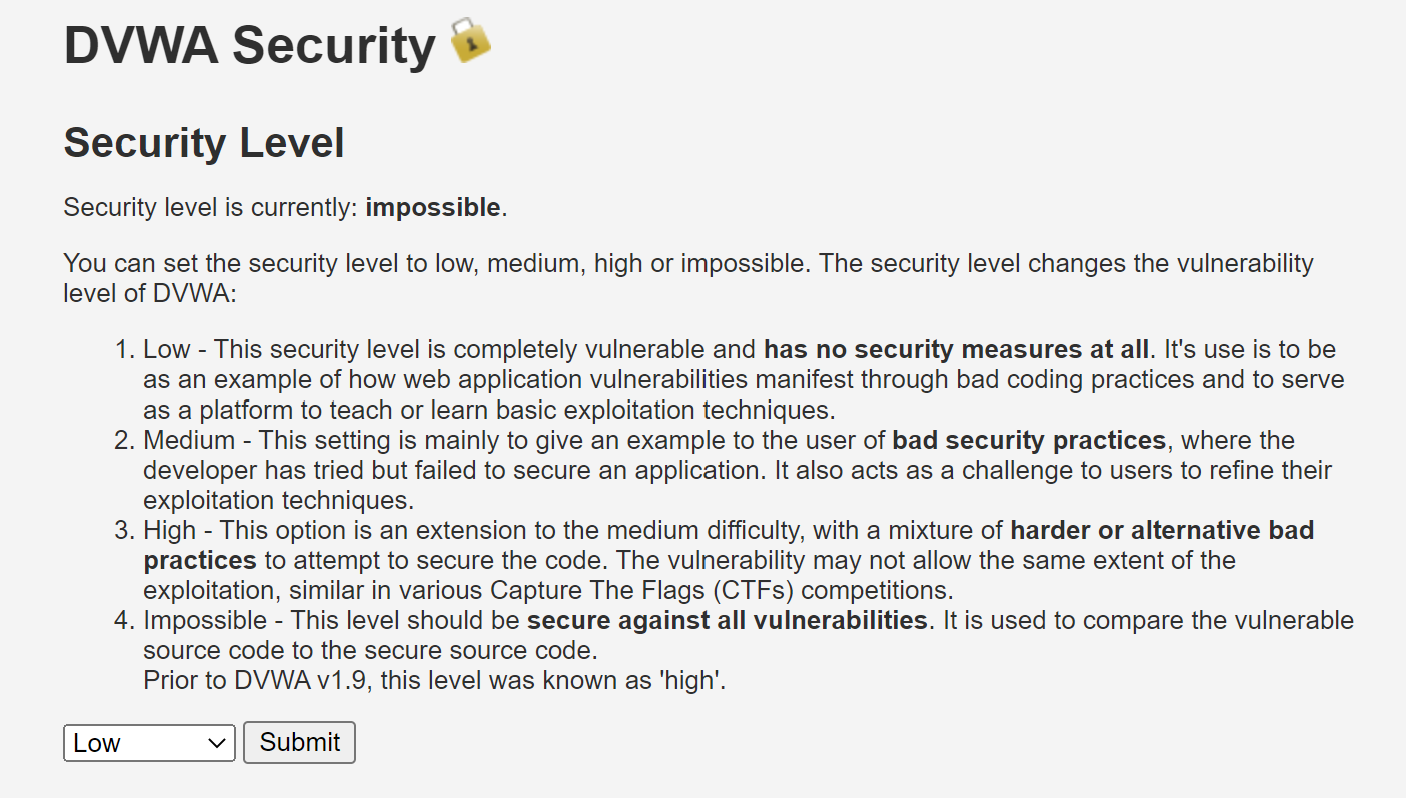 DVWA Security
Security Level
Security level is currently: impossible.
You can set the security level to low, medium, high or impossible. The security level changes the vulnerability
level of DVWA:
1. Low - This security level is completely vulnerable and has no security measures at all. It's use is to be
as an example of how web application vulnerabilities manifest through bad coding practices and to serve
as a platform to teach or learn basic exploitation techniques.
2. Medium - This setting is mainly to give an example to the user of bad security practices, where the
developer has tried but failed to secure an application. It also acts as a challenge to users to refine their
exploitation techniques.
3. High - This option is an extension to the medium difficulty, with a mixture of harder or alternative bad
practices to attempt to secure the code. The vulnerability may not allow the same extent of the
exploitation, similar in various Capture The Flags (CTFs) competitions.
4. Impossible - This level should be secure against all vulnerabilities. It is used to compare the vulnerable
source code to the secure source code.
Prior to DVWA v1.9, this level was known as 'high'.
Low Submit